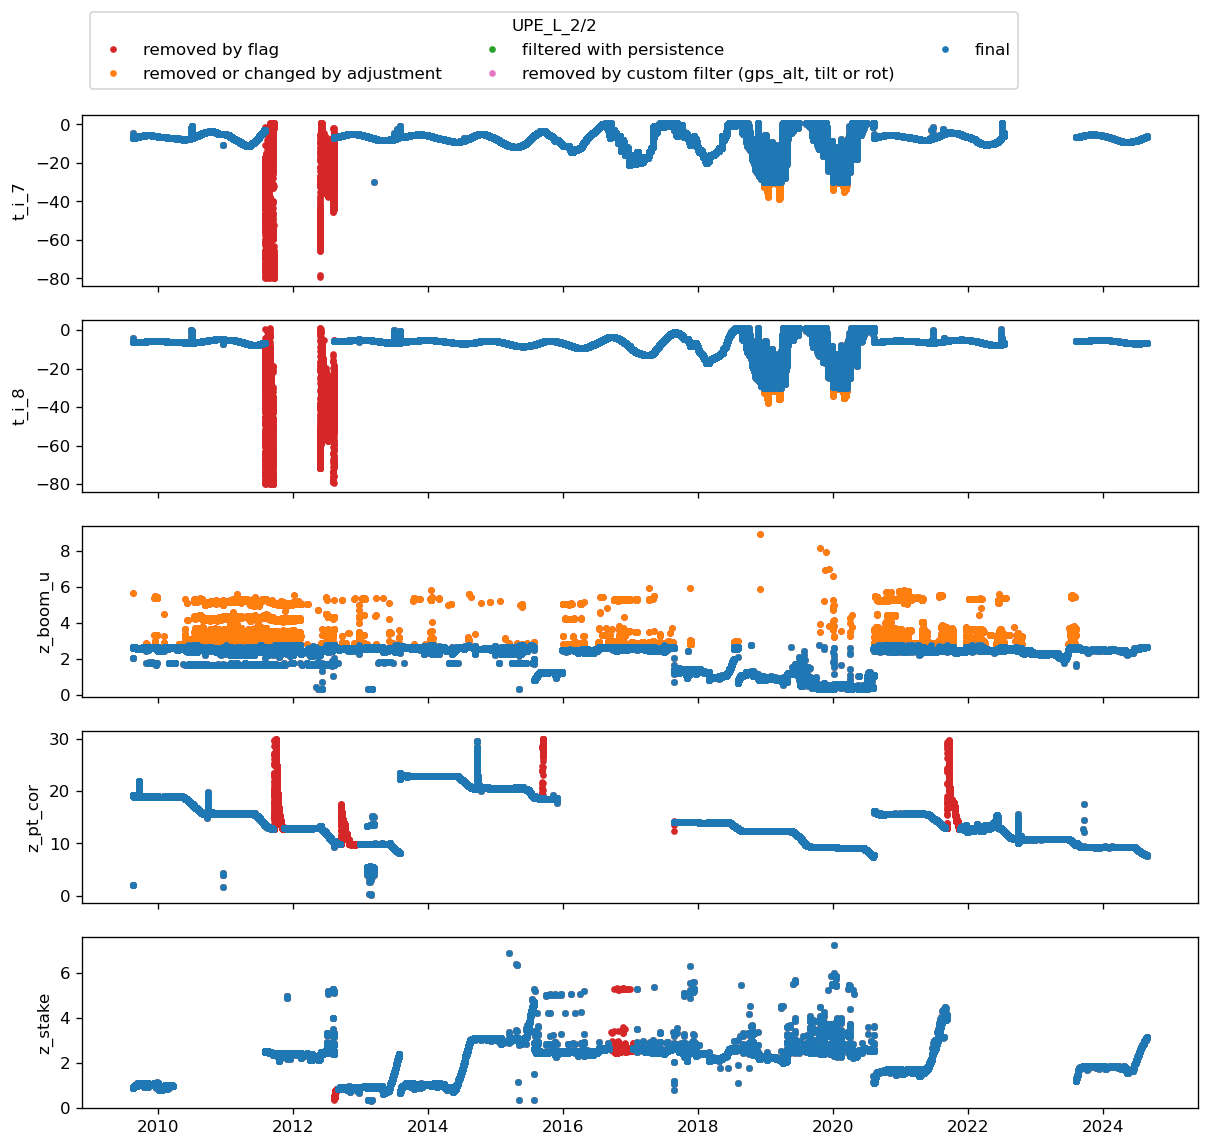 UPE_L_2/2
removed by flag
filtered with persistence
final
removed or changed by adjustment
removed by custom filter (gps_alt, tilt or rot)
t_i_7
0
−20
−40
−60
−80
t_i_8
0
−20
−40
−60
−80
z_boom_u
8
6
4
2
0
z_pt_cor
30
20
10
0
z_stake
6
4
2
0
2010 2012 2014 2016 2018 2020 2022 2024